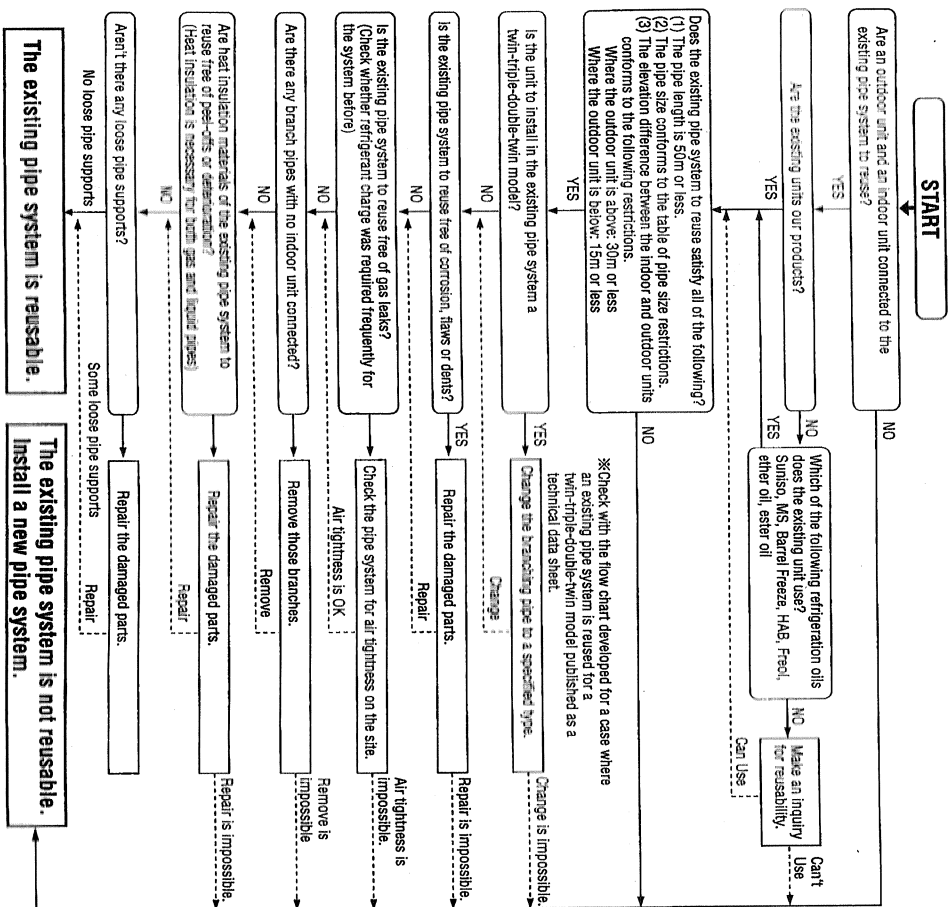 START
Are an outdoor unit and an indoor unit connected to the
existing pipe system to reuse?
NO
YES
Are the existing units our products?
NO
YES
Which of the following refrigeration oils
does the existing unit use?
Suniso, MS, Barrel Freeze, HAB, Freol,
ether oil, ester oil
YES
NO
Make an inquiry
for reusability.
Can Use
Can't
Use
Does the existing pipe system to reuse satisfy all of the following?
(1) The pipe length is 50m or less.
(2) The pipe size conforms to the table of pipe size restrictions.
(3) The elevation difference between the indoor and outdoor units
conforms to the following restrictions.
Where the outdoor unit is above: 30m or less
Where the outdoor unit is below: 15m or less
NO
YES
※Check with the flow chart developed for a case where
an existing pipe system is reused for a
twin-triple-double-twin model published as a
technical data sheet.
Is the unit to install in the existing pipe system a
twin-triple-double-twin model?
YES
Change the branching pipe to a specified type.
Change is impossible.
NO
Change
Is the existing pipe system to reuse free of corrosion, flaws or dents?
YES
Repair the damaged parts.
Repair is impossible.
NO
Repair
Is the existing pipe system to reuse free of gas leaks?
(Check whether refrigerant charge was required frequently for
the system before)
Check the pipe system for air tightness on the site.
Air tightness is
impossible.
NO
Air tightness is OK
Are there any branch pipes with no indoor unit connected?
Remove those branches.
Remove is
impossible
NO
Remove
Are heat insulation materials of the existing pipe system to
reuse free of peel-offs or deterioration?
(Heat insulation is necessary for both gas and liquid pipes)
Repair the damaged parts.
Repair is impossible.
NO
Repair
Aren't there any loose pipe supports?
Repair the damaged parts.
No loose pipe supports
Some loose pipe supports
Repair
The existing pipe system is reusable.
The existing pipe system is not reusable.
Install a new pipe system.